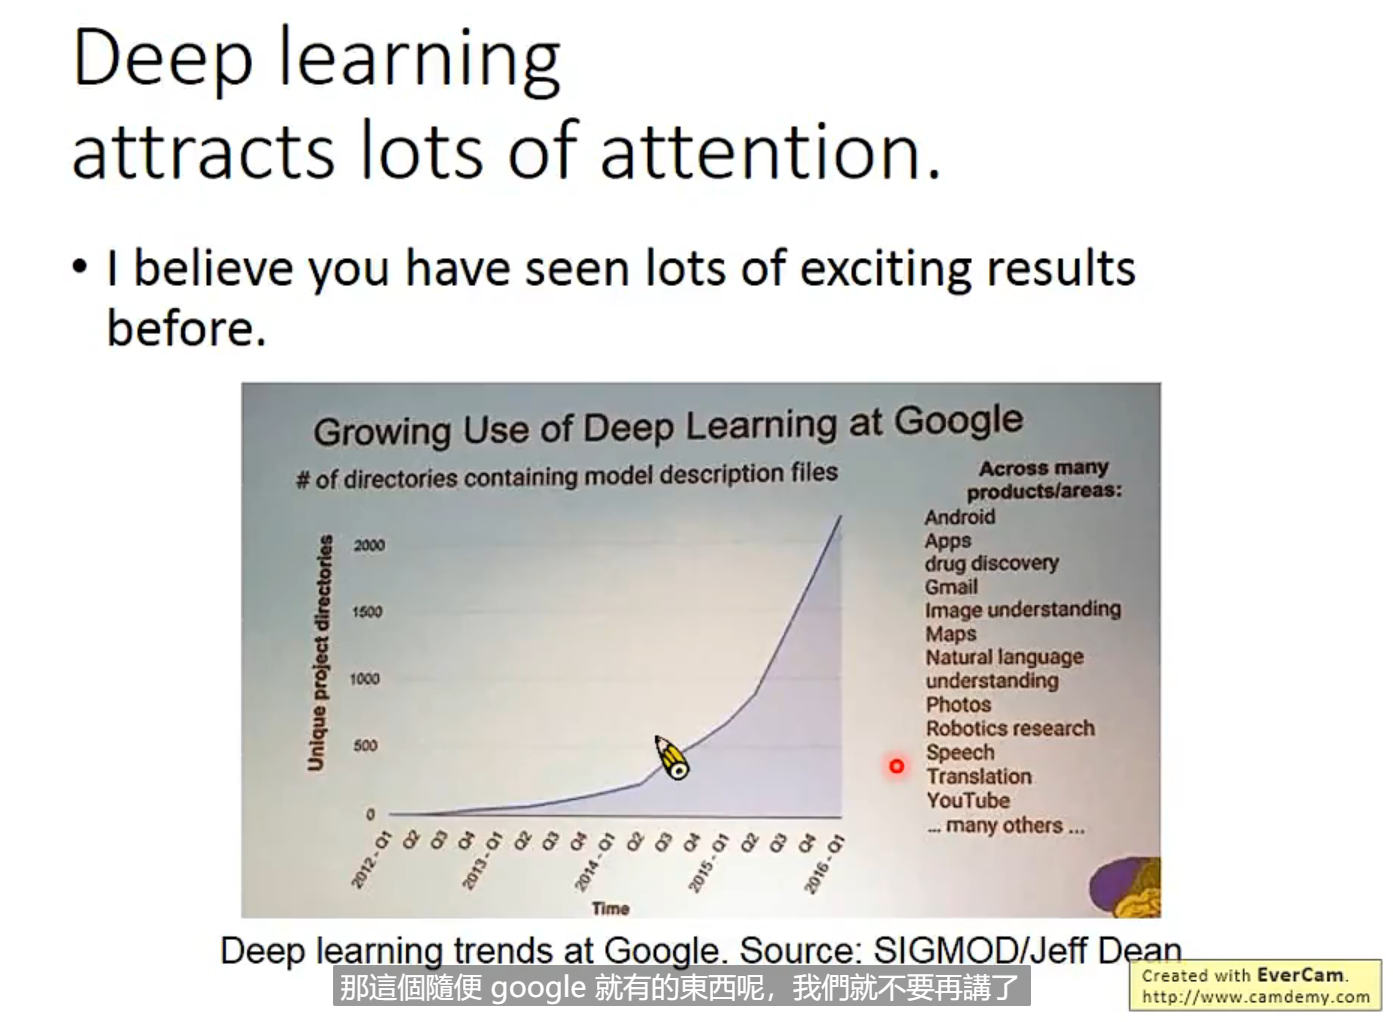 Deep learning
attracts lots of attention.
• I believe you have seen lots of exciting results
before.
Growing Use of Deep Learning at Google
# of directories containing model description files
Unique project directories
2000
1500
1000
500
0
2012 - Q1
Q2
Q3
Q4
2013 - Q1
Q2
Q3
Q4
2014 - Q1
Q2
Q3
Q4
2015 - Q1
Q2
Q3
Q4
2016 - Q1
Time
Across many
products/areas:
Android
Apps
drug discovery
Gmail
Image understanding
Maps
Natural language
understanding
Photos
Robotics research
Speech
Translation
YouTube
... many others ...
Deep learning trends at Google. Source: SIGMOD/Jeff Dean
那這個隨便 google 就有的東西呢，我們就不要再講了
Created with EverCam.
http://www.camdemy.com